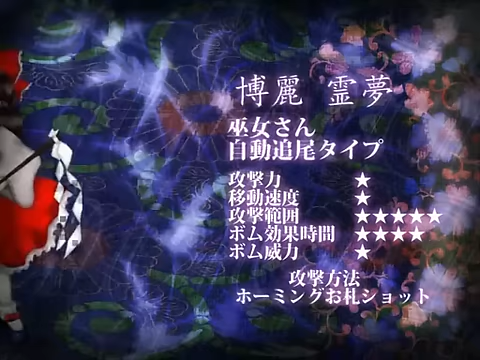 博麗 霊夢
巫女さん
自動追尾タイプ
攻撃力 ★
移動速度 ★
攻撃範囲 ★★★★★
ボム効果時間 ★★★★
ボム威力 ★
攻撃方法
ホーミングお札ショット